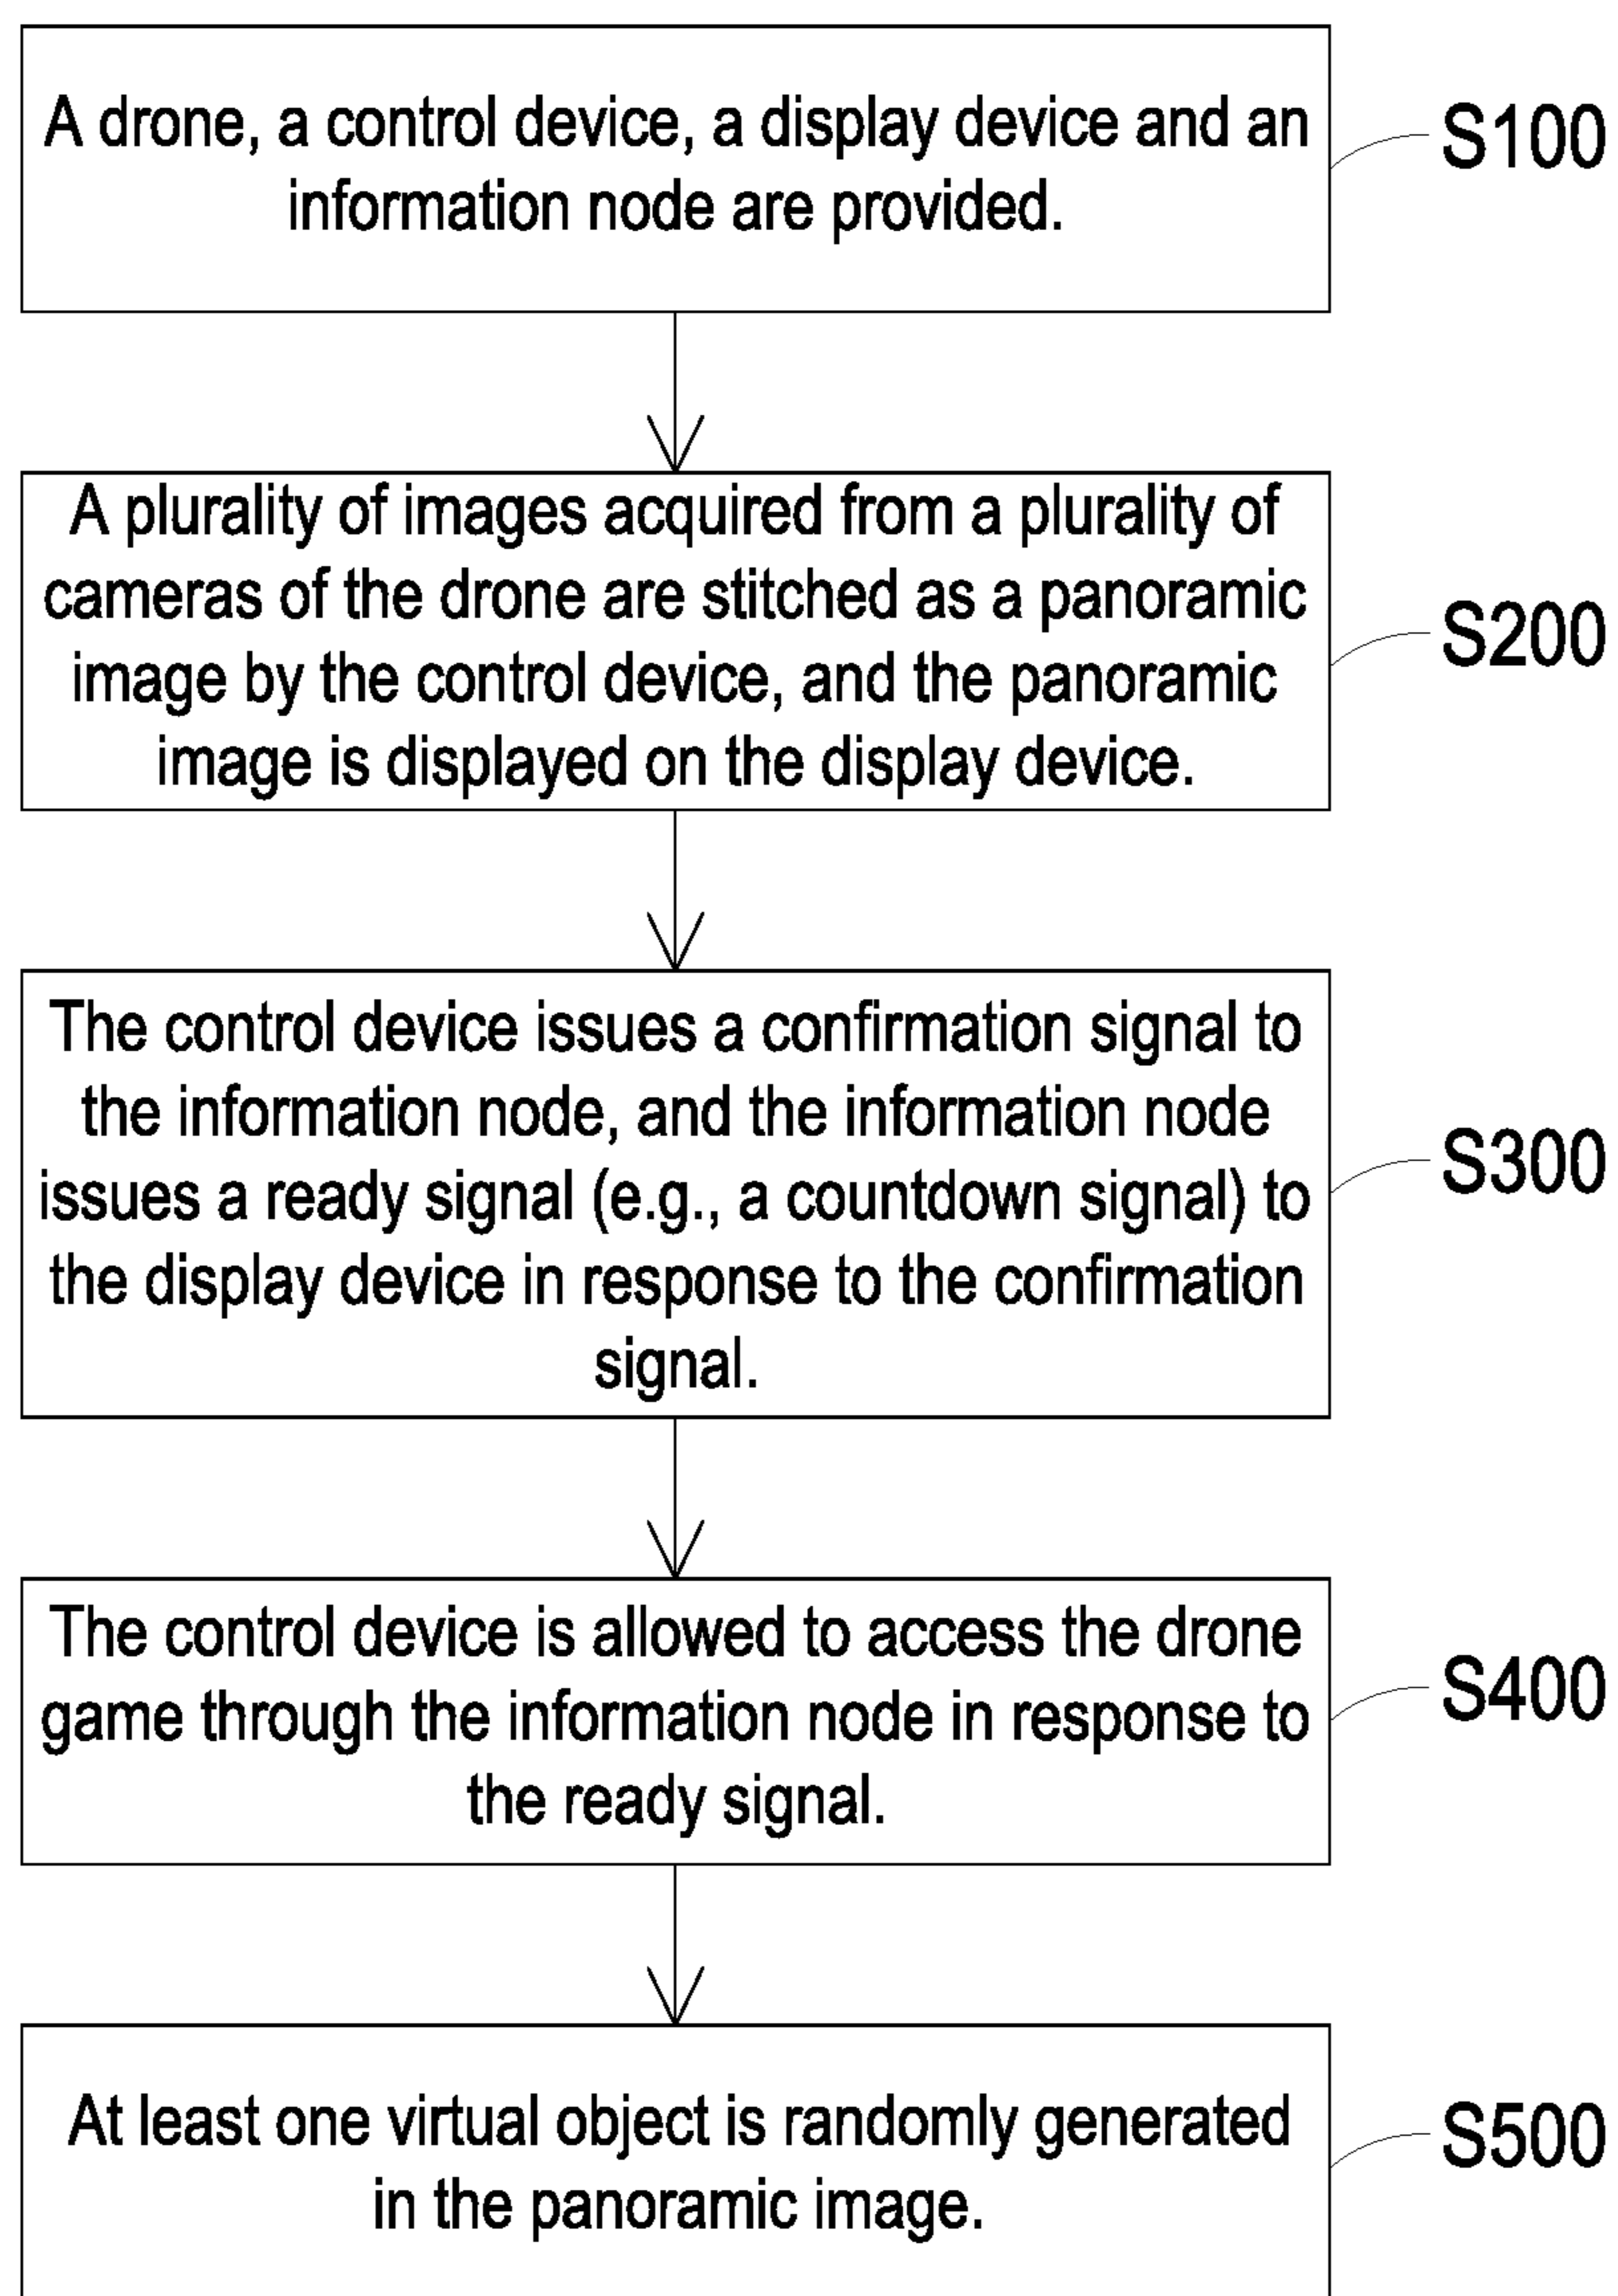 A drone, a control device, a display device and an
information node are provided.
S100
A plurality of images acquired from a plurality of
cameras of the drone are stitched as a panoramic
image by the control device, and the panoramic
image is displayed on the display device.
S200
The control device issues a confirmation signal to
the information node, and the information node
issues a ready signal (e.g., a countdown signal) to
the display device in response to the confirmation
signal.
S300
The control device is allowed to access the drone
game through the information node in response to
the ready signal.
S400
At least one virtual object is randomly generated
in the panoramic image.
S500